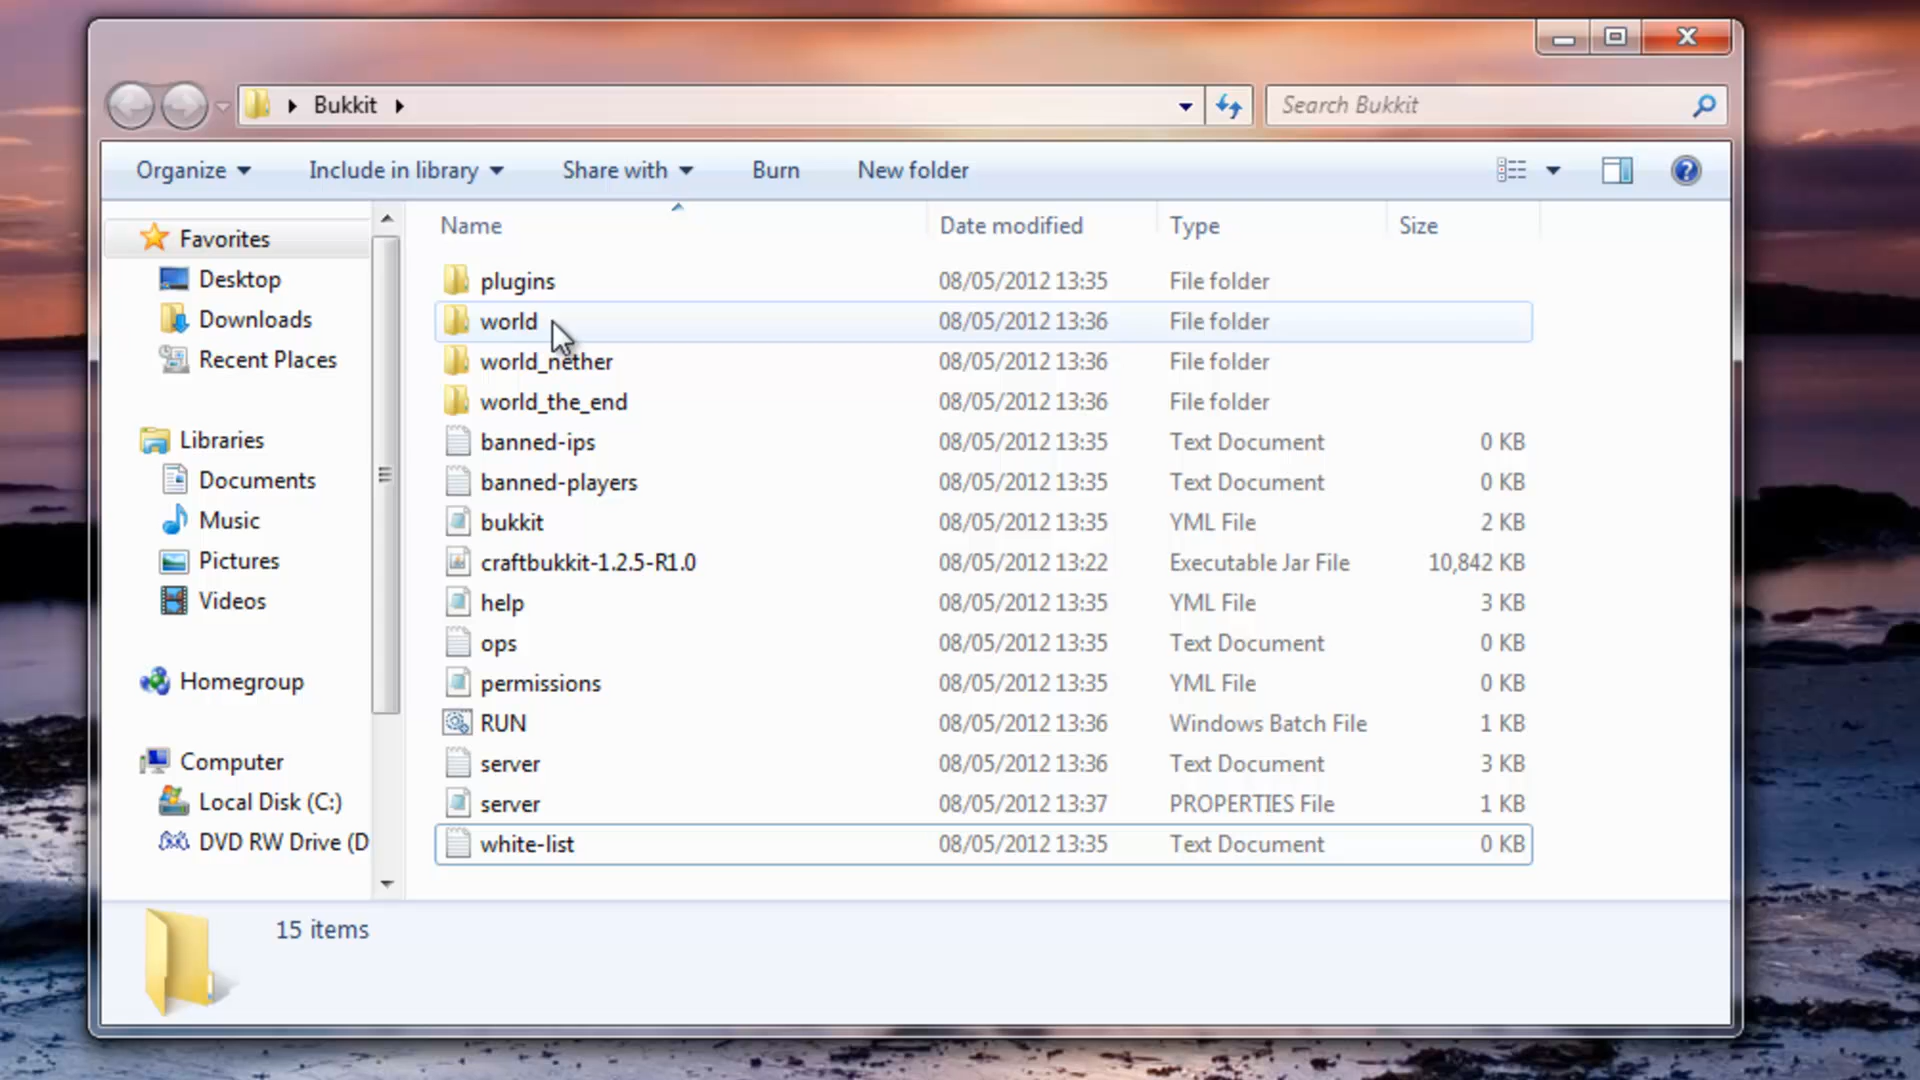 Bukkit
Search Bukkit
Organize Include in library Share with Burn New folder
Name Date modified Type Size
Favorites
Desktop
Downloads
Recent Places
Libraries
Documents
Music
Pictures
Videos
Homegroup
Computer
Local Disk (C:)
DVD RW Drive (D
plugins 08/05/2012 13:35 File folder
world 08/05/2012 13:36 File folder
world_nether 08/05/2012 13:36 File folder
world_the_end 08/05/2012 13:36 File folder
banned-ips 08/05/2012 13:35 Text Document 0 KB
banned-players 08/05/2012 13:35 Text Document 0 KB
bukkit 08/05/2012 13:35 YML File 2 KB
craftbukkit-1.2.5-R1.0 08/05/2012 13:22 Executable Jar File 10,842 KB
help 08/05/2012 13:35 YML File 3 KB
ops 08/05/2012 13:35 Text Document 0 KB
permissions 08/05/2012 13:35 YML File 0 KB
RUN 08/05/2012 13:36 Windows Batch File 1 KB
server 08/05/2012 13:36 Text Document 3 KB
server 08/05/2012 13:37 PROPERTIES File 1 KB
white-list 08/05/2012 13:35 Text Document 0 KB
15 items